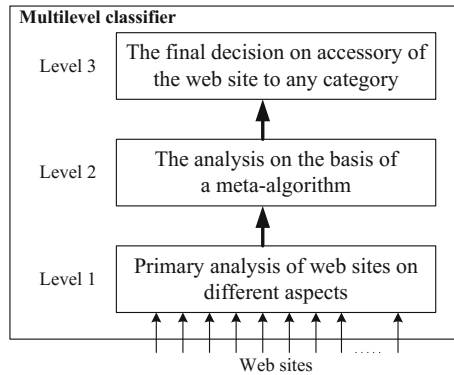 Multilevel classifier
Level 3
The final decision on accessory of
the web site to any category
Level 2
The analysis on the basis of
a meta-algorithm
Level 1
Primary analysis of web sites on
different aspects
.....
Web sites